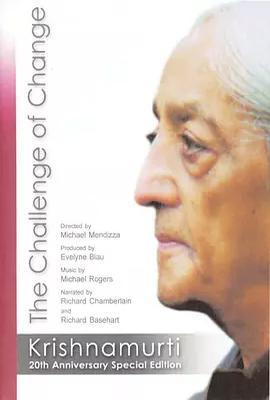 The Challenge of Change
Directed by
Michael Mendizza
Produced by
Evelyne Blau
Music by
Michael Rogers
Narrated by
Richard Chamberlain
and
Richard Basehart
Krishnamurti
20th Anniversary Special Edition